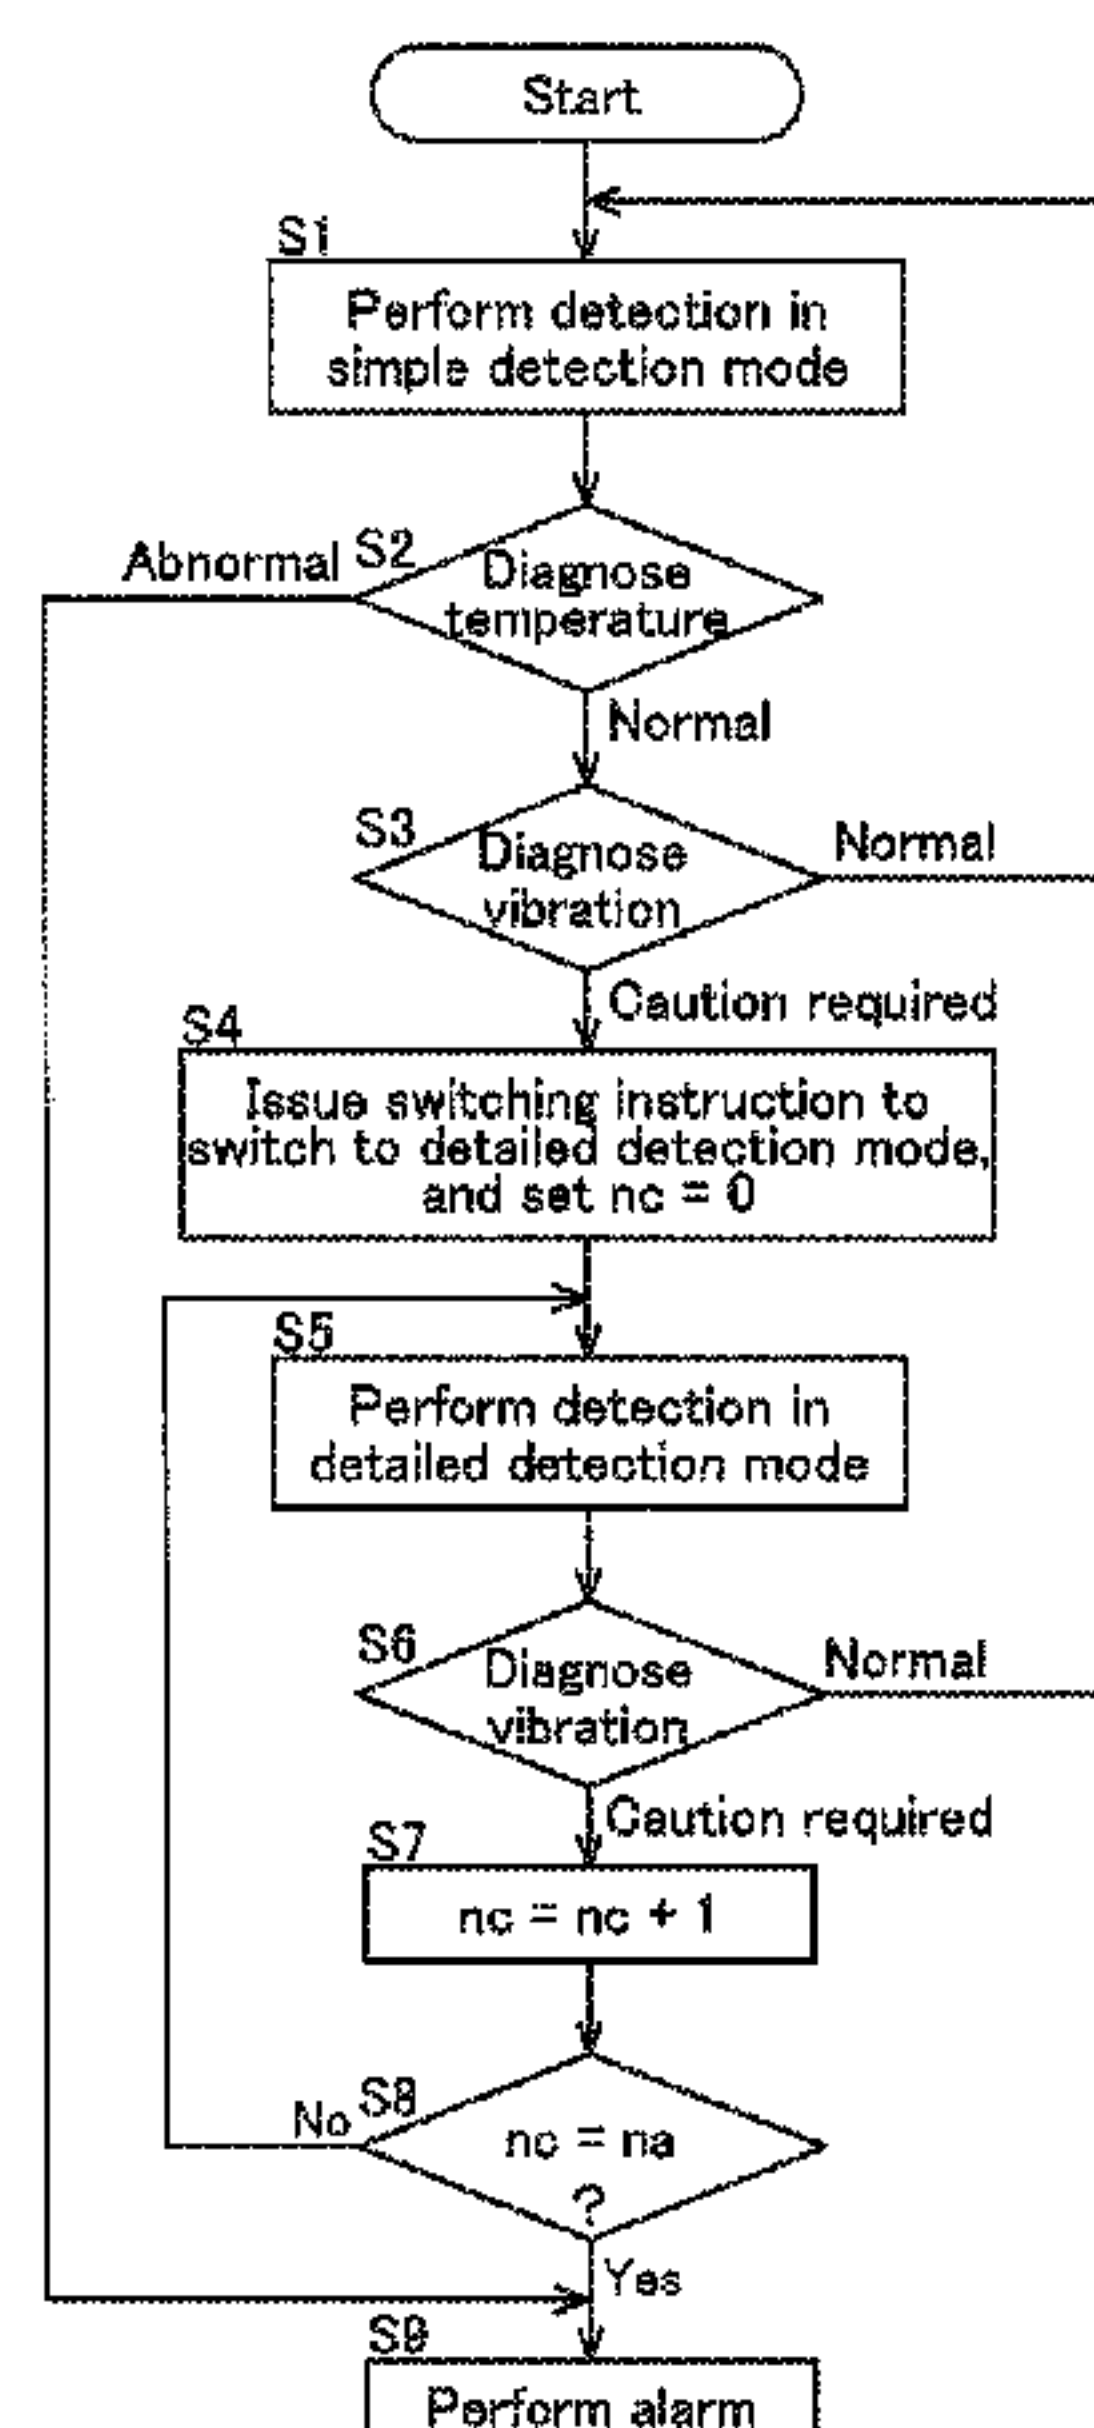 Start
S1
Perform detection in
simple detection mode
Abnormal
S2
Diagnose
temperature
Normal
S3
Diagnose
vibration
Normal
Caution required
S4
Issue switching instruction to
switch to detailed detection mode,
and set nc = 0
S5
Perform detection in
detailed detection mode
S6
Diagnose
vibration
Normal
Caution required
S7
nc = nc + 1
No
S8
nc = na
?
Yes
S9
Perform alarm